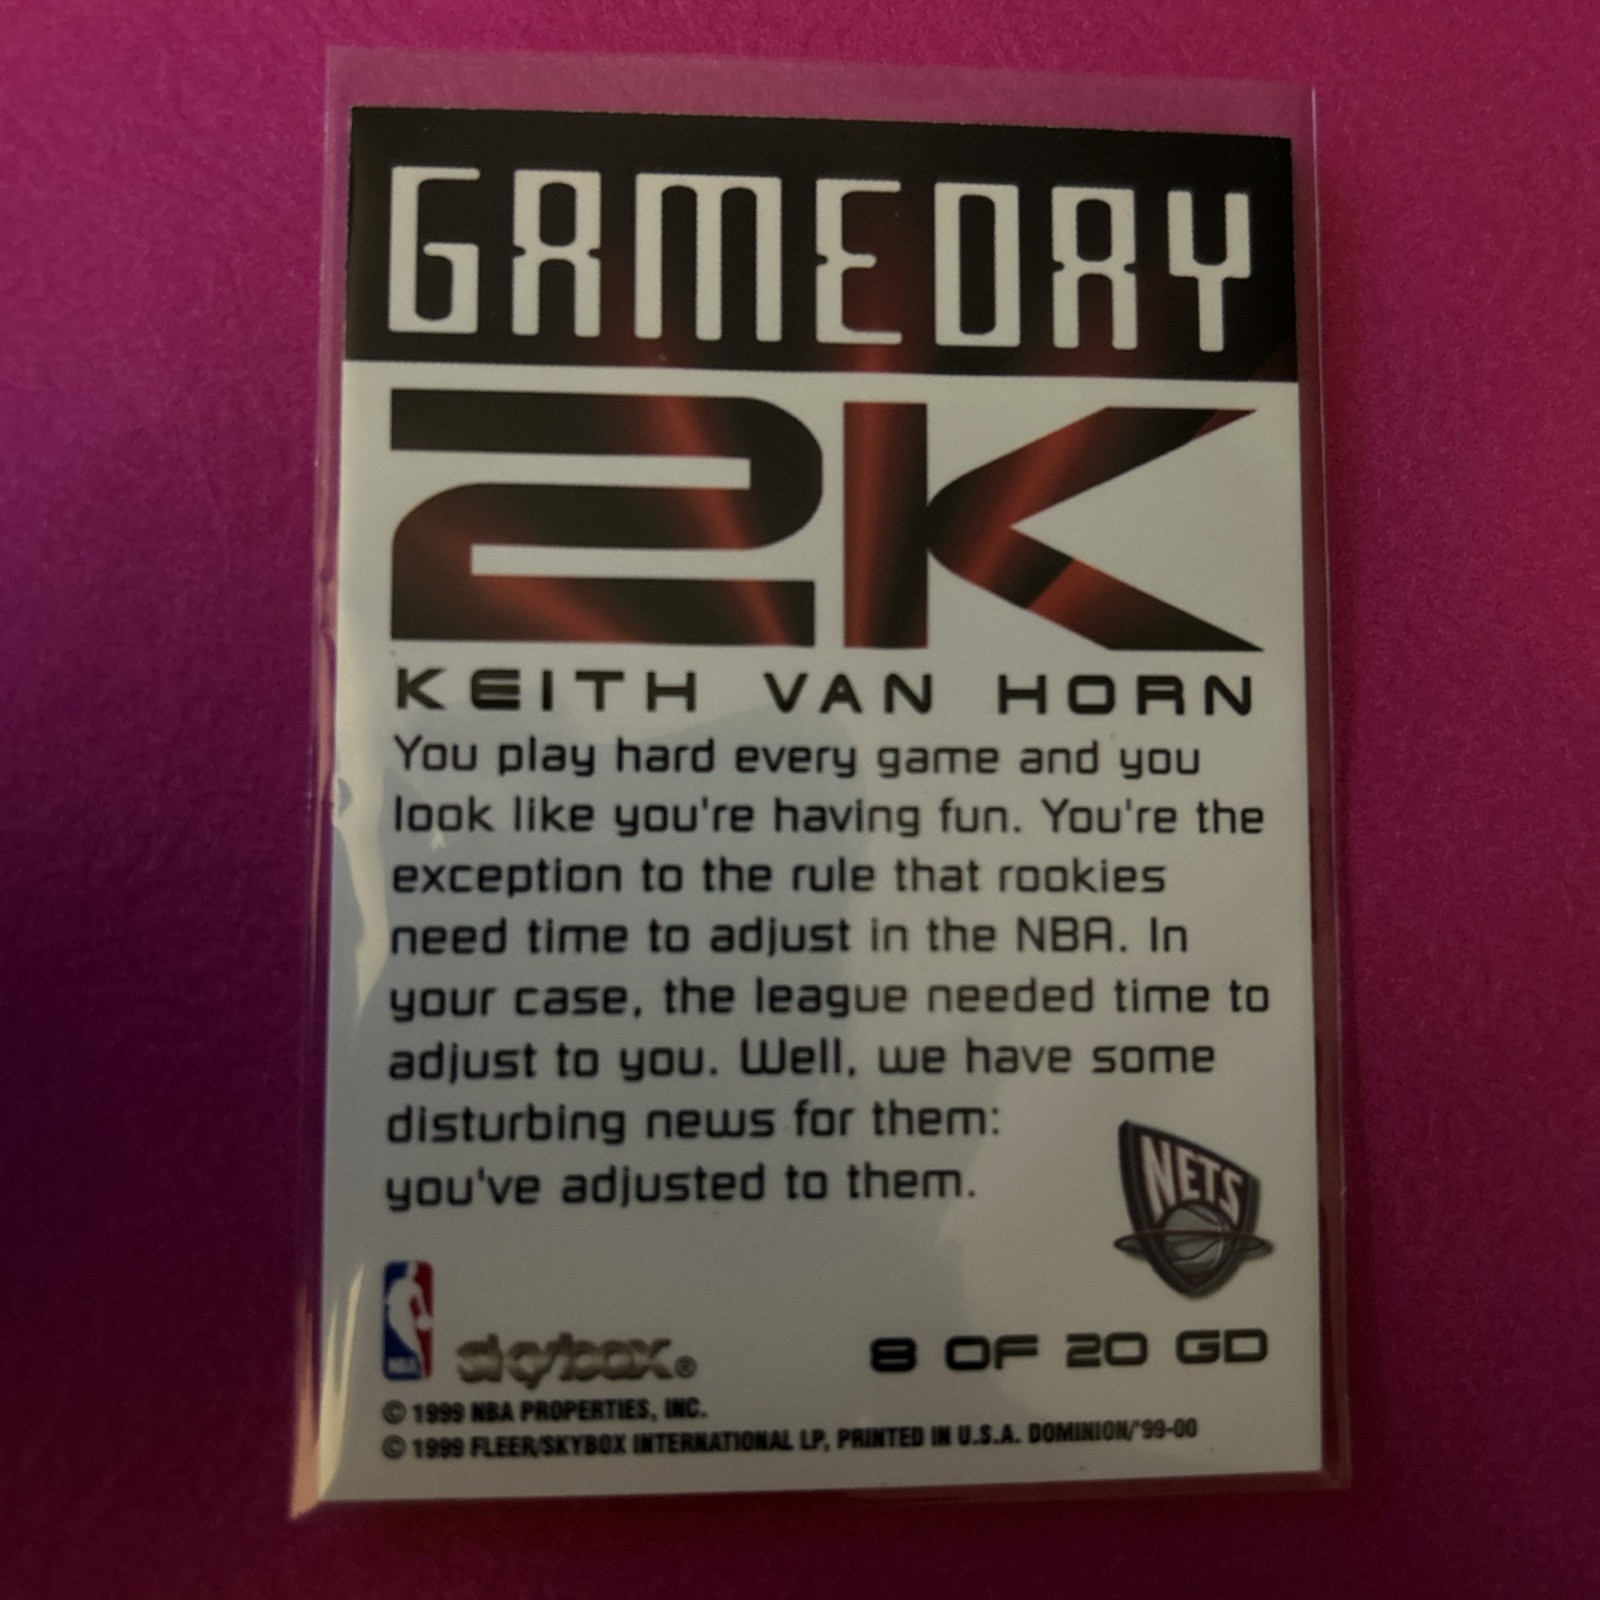 GAMEDAY
2K
KEITH VAN HORN
You play hard every game and you
look like you're having fun. You're the
exception to the rule that rookies
need time to adjust in the NBA. In
your case, the league needed time to
adjust to you. Well, we have some
disturbing news for them:
you've adjusted to them.
NETS
NBA
skybox®
8 OF 20 GD
© 1999 NBA PROPERTIES, INC.
© 1999 FLEER/SKYBOX INTERNATIONAL LP, PRINTED IN U.S.A. DOMINION/'99-00